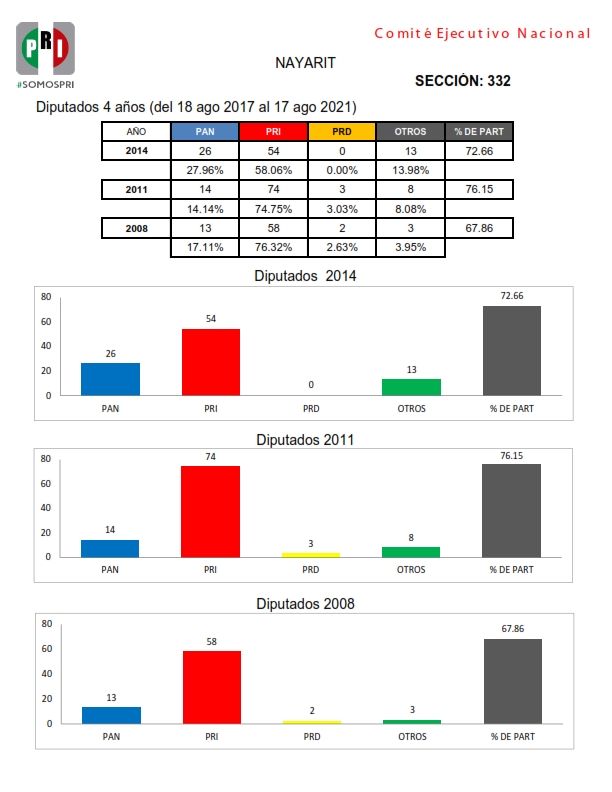 Comité Ejecutivo Nacional
PRI
#SOMOSPRI
NAYARIT
SECCIÓN: 332
Diputados 4 años (del 18 ago 2017 al 17 ago 2021)
AÑO PAN PRI PRD OTROS % DE PART
2014 26 54 0 13 72.66
27.96% 58.06% 0.00% 13.98%
2011 14 74 3 8 76.15
14.14% 74.75% 3.03% 8.08%
2008 13 58 2 3 67.86
17.11% 76.32% 2.63% 3.95%
Diputados 2014
80
60
40
20
0
26
54
0
13
72.66
PAN PRI PRD OTROS % DE PART
Diputados 2011
80
60
40
20
0
14
74
3
8
76.15
PAN PRI PRD OTROS % DE PART
Diputados 2008
80
60
40
20
0
13
58
2
3
67.86
PAN PRI PRD OTROS % DE PART